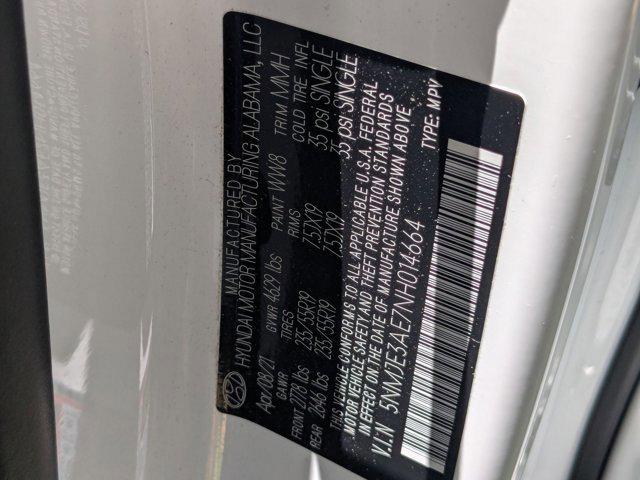 MANUFACTURED BY
HYUNDAI MOTOR MANUFACTURING ALABAMA, LLC
Apr/08/21 GVWR 4629 lbs PAINT WW8 TRIM MMH
GAWR TIRES RIMS COLD TIRE INFL
FRONT 2778 lbs 235/55R19 7.5JX19 35 psi SINGLE
REAR 2646 lbs 235/55R19 7.5JX19 35 psi SINGLE
THIS VEHICLE CONFORMS TO ALL APPLICABLE U.S.A. FEDERAL
MOTOR VEHICLE SAFETY AND THEFT PREVENTION STANDARDS
IN EFFECT ON THE DATE OF MANUFACTURE SHOWN ABOVE
V.I.N 5NMJE3AE7NH014664 TYPE: MPV